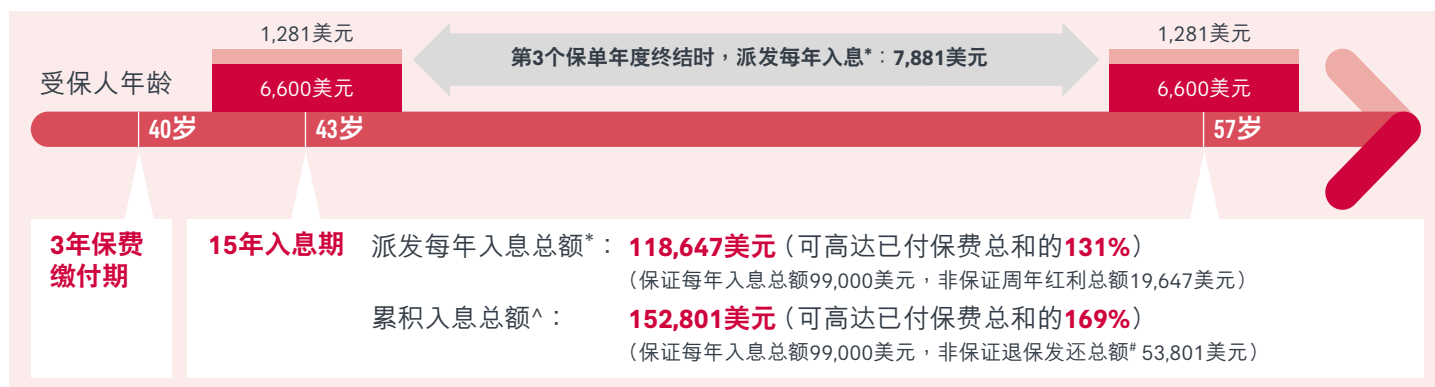 1,281美元
第3个保单年度终结时，派发每年入息*：7,881美元
1,281美元
受保人年龄
6,600美元
6,600美元
40岁
43岁
57岁
3年保费
缴付期
15年入息期
派发每年入息总额*： 118,647美元（可高达已付保费总和的131%）
（保证每年入息总额99,000美元，非保证周年红利总额19,647美元）
累积入息总额^： 152,801美元（可高达已付保费总和的169%）
（保证每年入息总额99,000美元，非保证退保发还总额# 53,801美元）